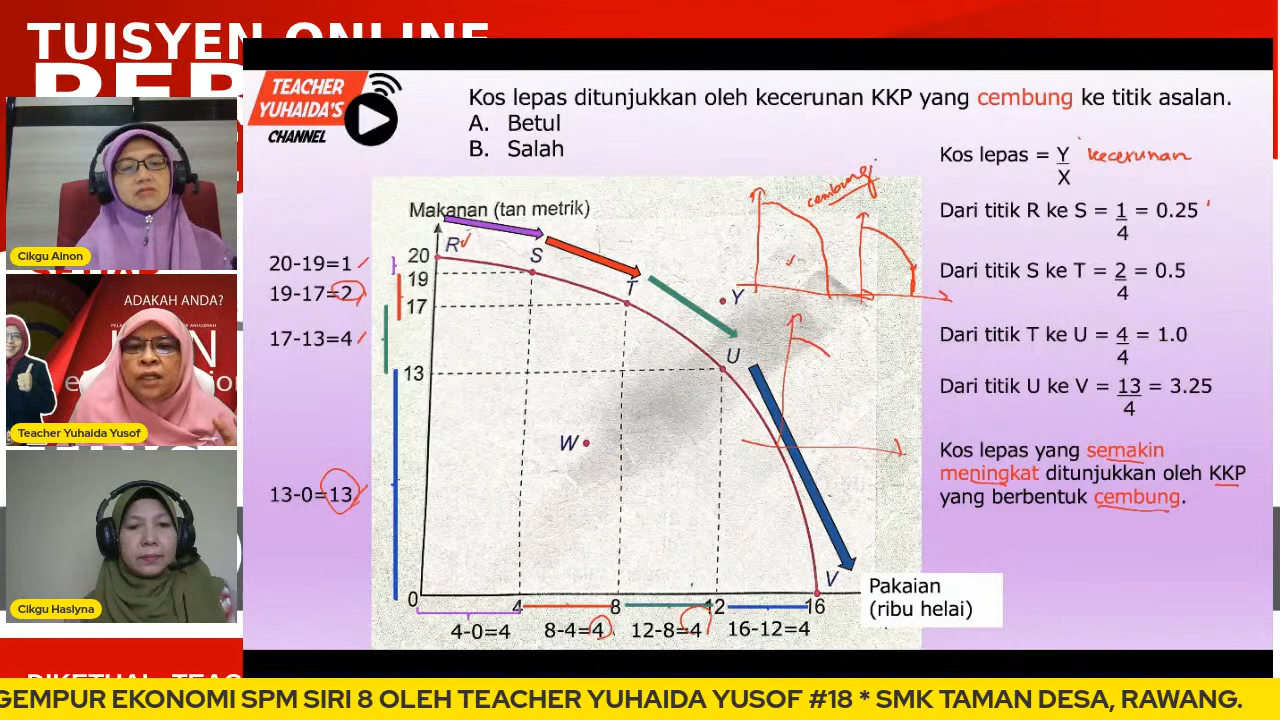 TUISYEN ONLINE
TEACHER
YUHAIDA'S
CHANNEL
Kos lepas ditunjukkan oleh kecerunan KKP yang cembung ke titik asalan.
A. Betul
B. Salah
Cikgu Ainon
ADAKAH ANDA?
Teacher Yuhaida Yusof
Cikgu Haslyna
20-19=1
19-17=2
17-13=4
13-0=13
Makanan (tan metrik)
cembung
R
S
T
Y
U
W
V
20
19
17
13
0
4
8
12
16
Pakaian
(ribu helai)
4-0=4
8-4=4
12-8=4
16-12=4
Kos lepas = Y
X
kecerunan
Dari titik R ke S = 1 = 0.25
4
Dari titik S ke T = 2 = 0.5
4
Dari titik T ke U = 4 = 1.0
4
Dari titik U ke V = 13 = 3.25
4
Kos lepas yang semakin
meningkat ditunjukkan oleh KKP
yang berbentuk cembung.
GEMPUR EKONOMI SPM SIRI 8 OLEH TEACHER YUHAIDA YUSOF #18 * SMK TAMAN DESA, RAWANG.